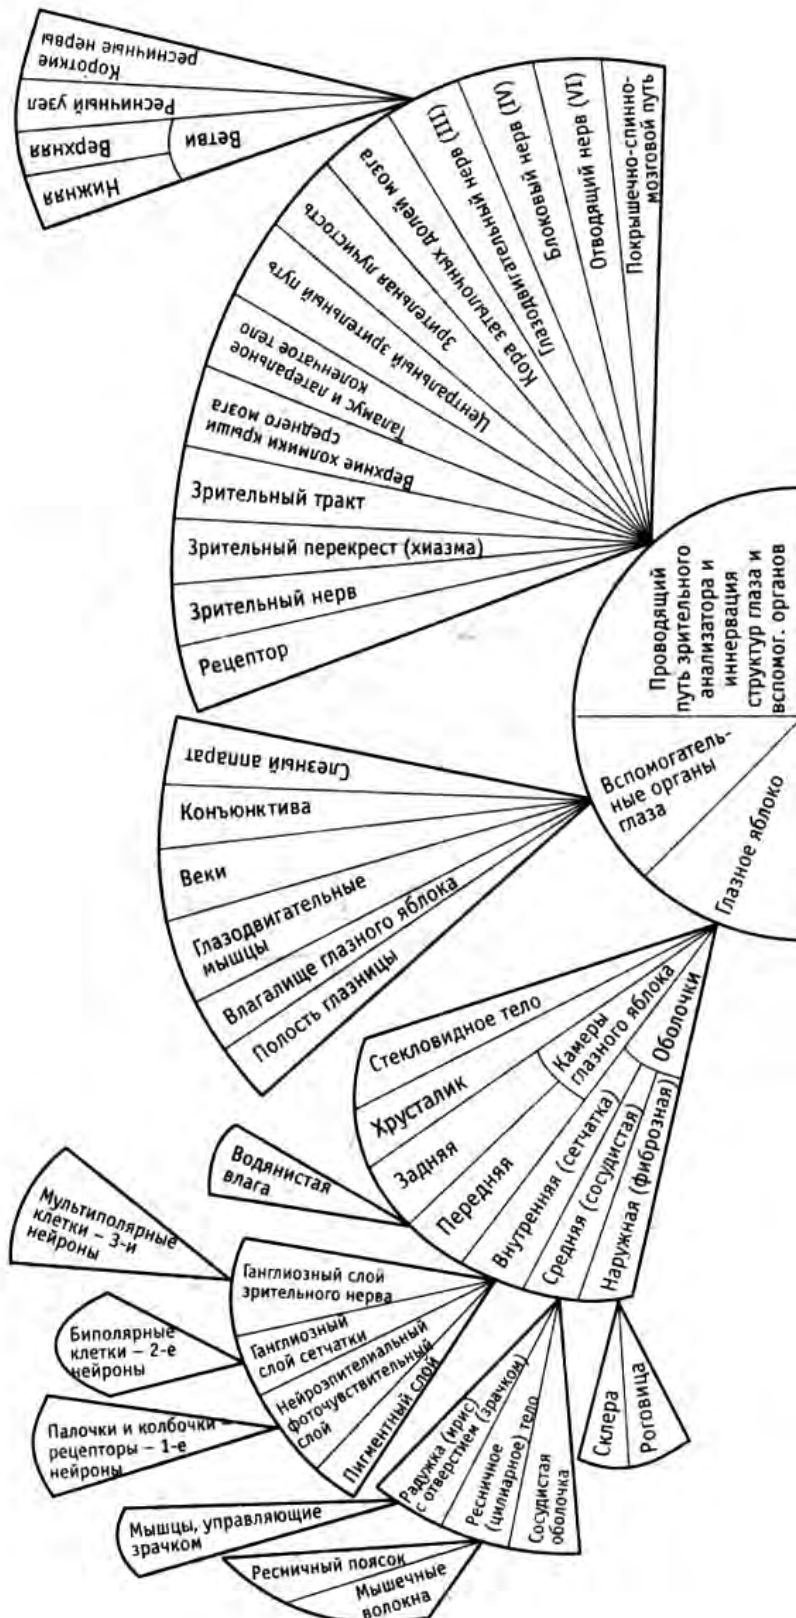 Короткие
ресничные нервы
Ресничный узел
Верхняя
Нижняя
Ветви
Покрышечно-спинно-
мозговой путь
Отводящий нерв (VI)
Блоковый нерв (IV)
Глазодвигательный нерв (III)
Кора затылочных долей мозга
Зрительная лучистость
Центральный зрительный путь
Таламус и латеральное
коленчатое тело
Верхние холмики крыши
среднего мозга
Зрительный тракт
Зрительный перекрест (хиазма)
Зрительный нерв
Рецептор
Проводящий
путь зрительного
анализатора и
иннервация
структур глаза и
вспомог. органов
Вспомогатель-
ные органы
глаза
Глазное яблоко
Слезный аппарат
Конъюнктива
Веки
Глазодвигательные
мышцы
Влагалище глазного яблока
Полость глазницы
Стекловидное тело
Хрусталик
Камеры
глазного яблока
Задняя
Передняя
Оболочки
Внутренняя (сетчатка)
Средняя (сосудистая)
Наружная (фиброзная)
Водянистая
влага
Мультиполярные
клетки – 3-и
нейроны
Ганглиозный слой
зрительного нерва
Биполярные
клетки – 2-е
нейроны
Ганглиозный
слой сетчатки
Нейроэпителиальный
фоточувствительный
слой
Пигментный слой
Палочки и колбочки –
рецепторы – 1-е
нейроны
Радужка (ирис)
с отверстием (зрачком)
Ресничное
(цилиарное) тело
Сосудистая
оболочка
Склера
Роговица
Мышцы, управляющие
зрачком
Ресничный поясок
Мышечные
волокна